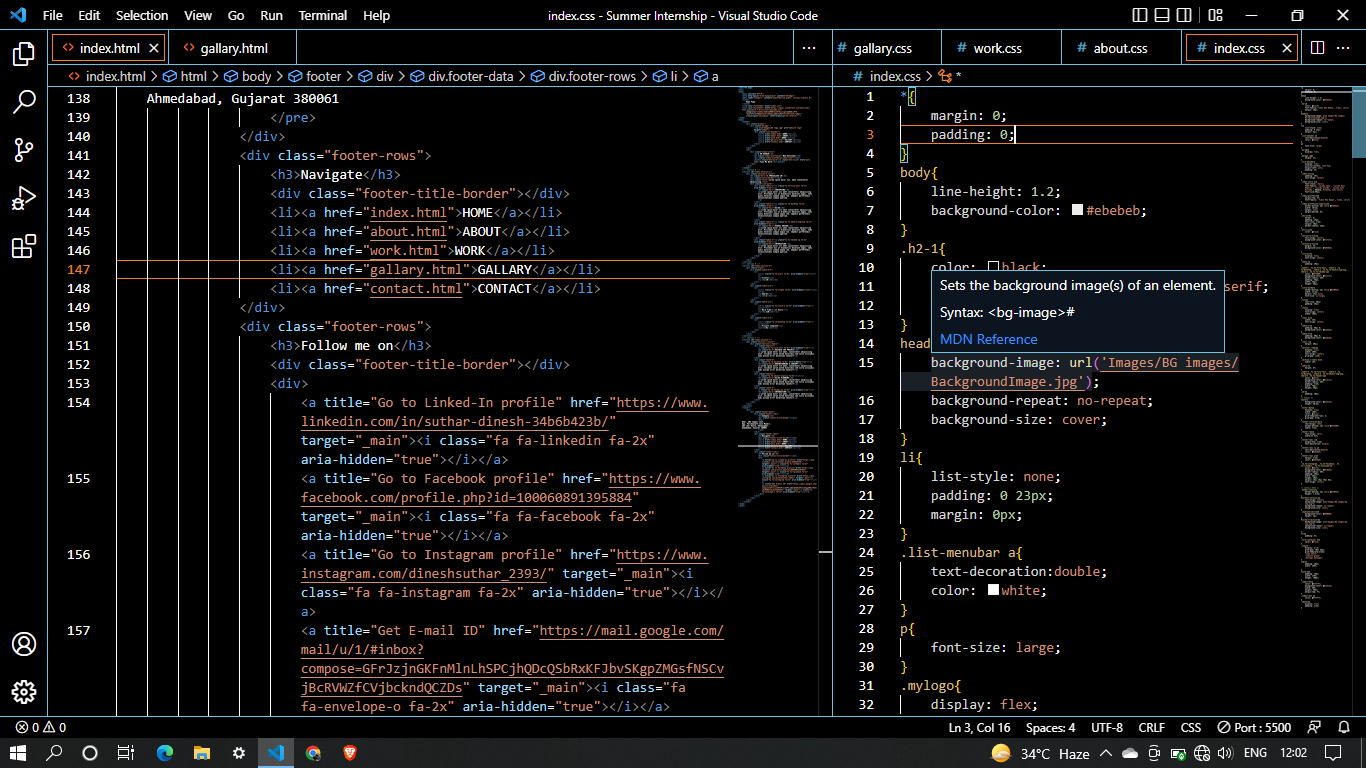 File Edit Selection View Go Run Terminal Help
index.css - Summer Internship - Visual Studio Code
index.html
gallary.html
index.html > html > body > footer > div > div.footer-data > div.footer-rows > li > a
138 Ahmedabad, Gujarat 380061
139 </pre>
140 </div>
141 <div class="footer-rows">
142 <h3>Navigate</h3>
143 <div class="footer-title-border"></div>
144 <li><a href="index.html">HOME</a></li>
145 <li><a href="about.html">ABOUT</a></li>
146 <li><a href="work.html">WORK</a></li>
147 <li><a href="gallary.html">GALLARY</a></li>
148 <li><a href="contact.html">CONTACT</a></li>
149 </div>
150 <div class="footer-rows">
151 <h3>Follow me on</h3>
152 <div class="footer-title-border"></div>
153 <div>
154 <a title="Go to Linked-In profile" href="https://www.
linkedin.com/in/suthar-dinesh-34b6b423b/"
target="_main"><i class="fa fa-linkedin fa-2x"
aria-hidden="true"></i></a>
155 <a title="Go to Facebook profile" href="https://www.
facebook.com/profile.php?id=100060891395884"
target="_main"><i class="fa fa-facebook fa-2x"
aria-hidden="true"></i></a>
156 <a title="Go to Instagram profile" href="https://www.
instagram.com/dineshsuthar_2393/" target="_main"><i
class="fa fa-instagram fa-2x" aria-hidden="true"></i></
a>
157 <a title="Get E-mail ID" href="https://mail.google.com/
mail/u/1/#inbox?
compose=GFrJzjnGKFnMlnLhSPCjhQDcQSbRxKFJbvSKgpZMGsfNSCv
jBcRVWZfCVjbckndQCZDs" target="_main"><i class="fa
fa-envelope-o fa-2x" aria-hidden="true"></i></a>
gallary.css
work.css
about.css
index.css
index.css > *
1 *{
2 margin: 0;
3 padding: 0;
4 }
5 body{
6 line-height: 1.2;
7 background-color: #ebebeb;
8 }
9 .h2-1{
10 color: black;
11 serif;
12
13 }
14 head
Sets the background image(s) of an element.
Syntax: <bg-image>#
MDN Reference
15 background-image: url('Images/BG images/
BackgroundImage.jpg');
16 background-repeat: no-repeat;
17 background-size: cover;
18 }
19 li{
20 list-style: none;
21 padding: 0 23px;
22 margin: 0px;
23 }
24 .list-menubar a{
25 text-decoration:double;
26 color: white;
27 }
28 p{
29 font-size: large;
30 }
31 .mylogo{
32 display: flex;
0 0
Ln 3, Col 16 Spaces: 4 UTF-8 CRLF CSS Port : 5500
34°C Haze ENG 12:02